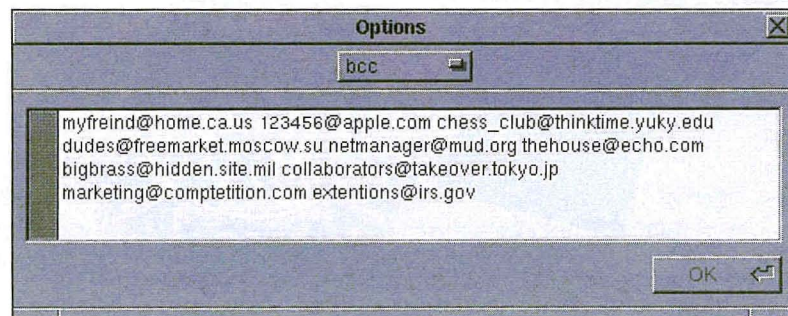 Options
bcc
myfreind@home.ca.us 123456@apple.com chess_club@thinktime.yuky.edu
dudes@freemarket.moscow.su netmanager@mud.org thehouse@echo.com
bigbrass@hidden.site.mil collaborators@takeover.tokyo.jp
marketing@comptetition.com extentions@irs.gov
OK